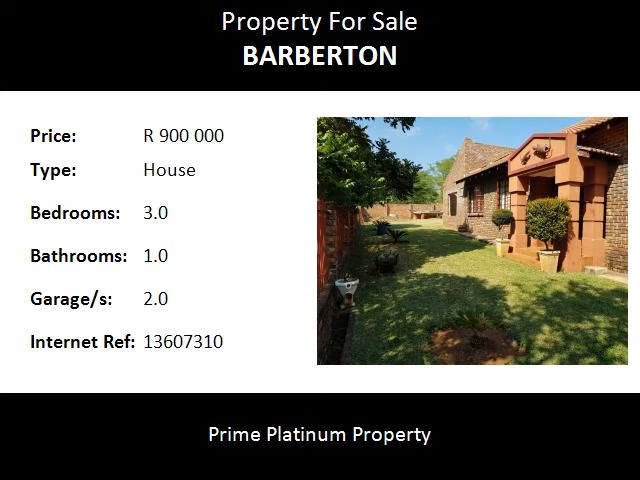 Property For Sale
BARBERTON
Price: R 900 000
Type: House
Bedrooms: 3.0
Bathrooms: 1.0
Garage/s: 2.0
Internet Ref: 13607310
Prime Platinum Property